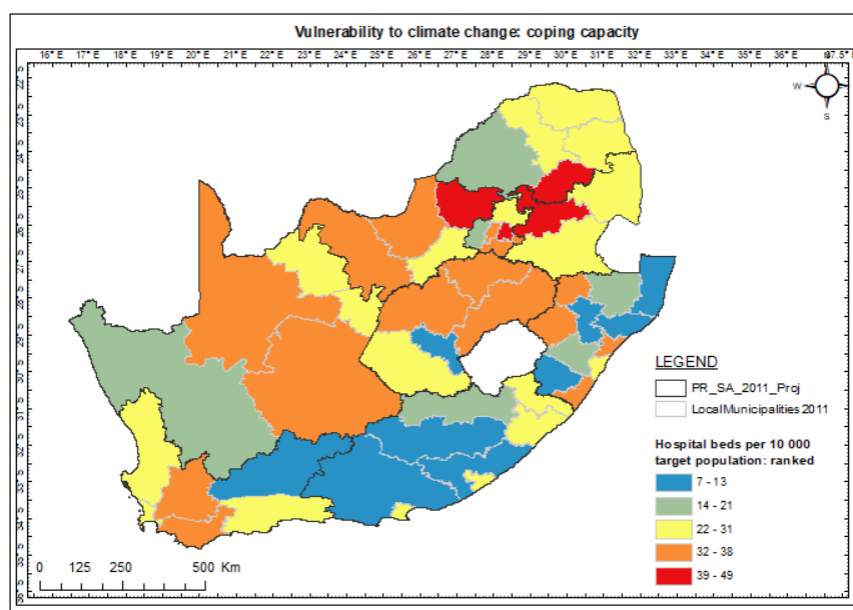 Vulnerability to climate change: coping capacity
16° E 17° E 18° E 19° E 20° E 21° E 22° E 23° E 24° E 25° E 26° E 27° E 28° E 29° E 30° E 31° E 32° E 33° E 34° E 35° E 36° E
W
S
LEGEND
PR_SA_2011_Proj
Local Municipalities 2011
Hospital beds per 10 000
target population: ranked
7 - 13
14 - 21
22 - 31
32 - 38
39 - 49
0 125 250 500 Km